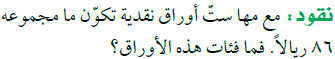 نقود: مع مها ستّ أوراق نقدية تكوّن ما مجموعه
٨٦ ريالاً. فما فئات هذه الأوراق؟